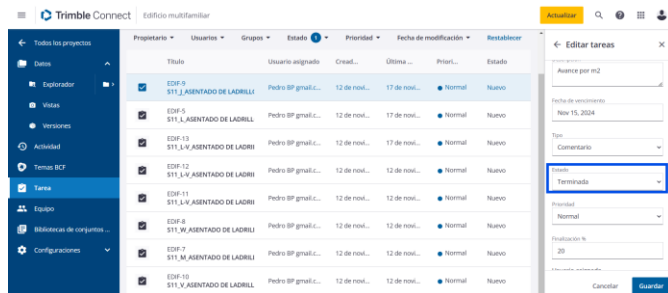 Trimble Connect Edificio multifamiliar Actualizar
Todos los proyectos
Datos
Explorador
Vistas
Versiones
Actividad
Temas BCF
Tarea
Equipo
Bibliotecas de conjuntos ...
Configuraciones
Propietario Usuarios Grupos Estado 1 Prioridad Fecha de modificación Restablecer
Título Usuario asignado Cread... Última ... Priori... Estado
EDIF-9
S11_J_ASENTADO DE LADRILLO Pedro BP gmail.c... 12 de novi... 17 de novi... Normal Nuevo
EDIF-5
S11_L_ASENTADO DE LADRILL Pedro BP gmail.c... 12 de novi... 17 de novi... Normal Nuevo
EDIF-13
S11_L-V_ASENTADO DE LADRII Pedro BP gmail.c... 12 de novi... 12 de novi... Normal Nuevo
EDIF-12
S11_L-V_ASENTADO DE LADRII Pedro BP gmail.c... 12 de novi... 12 de novi... Normal Nuevo
EDIF-11
S11_L-V_ASENTADO DE LADRII Pedro BP gmail.c... 12 de novi... 12 de novi... Normal Nuevo
EDIF-8
S11_W_ASENTADO DE LADRILL Pedro BP gmail.c... 12 de novi... 12 de novi... Normal Nuevo
EDIF-7
S11_M_ASENTADO DE LADRILL Pedro BP gmail.c... 12 de novi... 12 de novi... Normal Nuevo
EDIF-10
S11_V_ASENTADO DE LADRILL Pedro BP gmail.c... 12 de novi... 12 de novi... Normal Nuevo
Editar tareas
Avance por m2
Fecha de vencimiento
Nov 15, 2024
Tipo
Comentario
Estado
Terminada
Prioridad
Normal
Finalización %
20
Cancelar Guardar